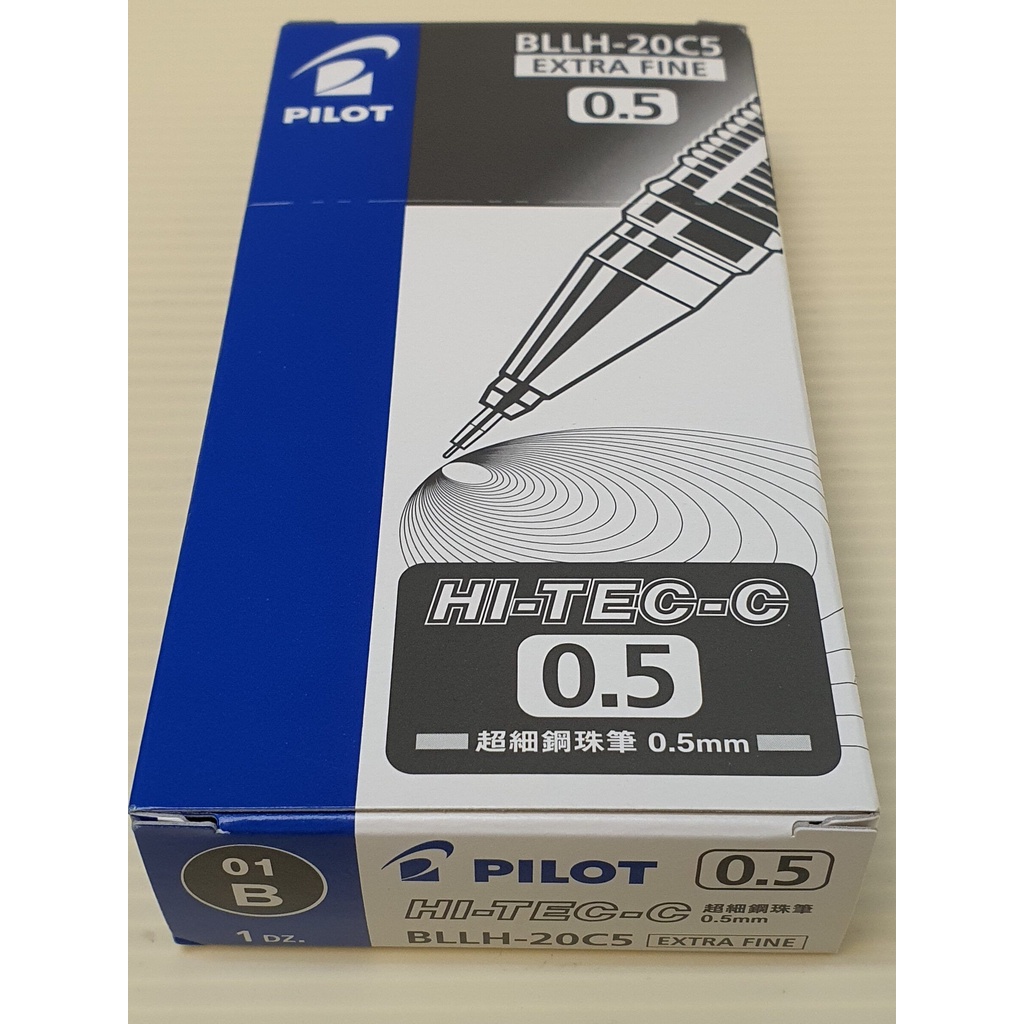 PILOT
BLLH-20C5
EXTRA FINE
0.5
HI-TEC-C
0.5
超細鋼珠筆 0.5mm
01
B
1 DZ.
PILOT
0.5
HI-TEC-C 超細鋼珠筆
0.5mm
BLLH-20C5 EXTRA FINE